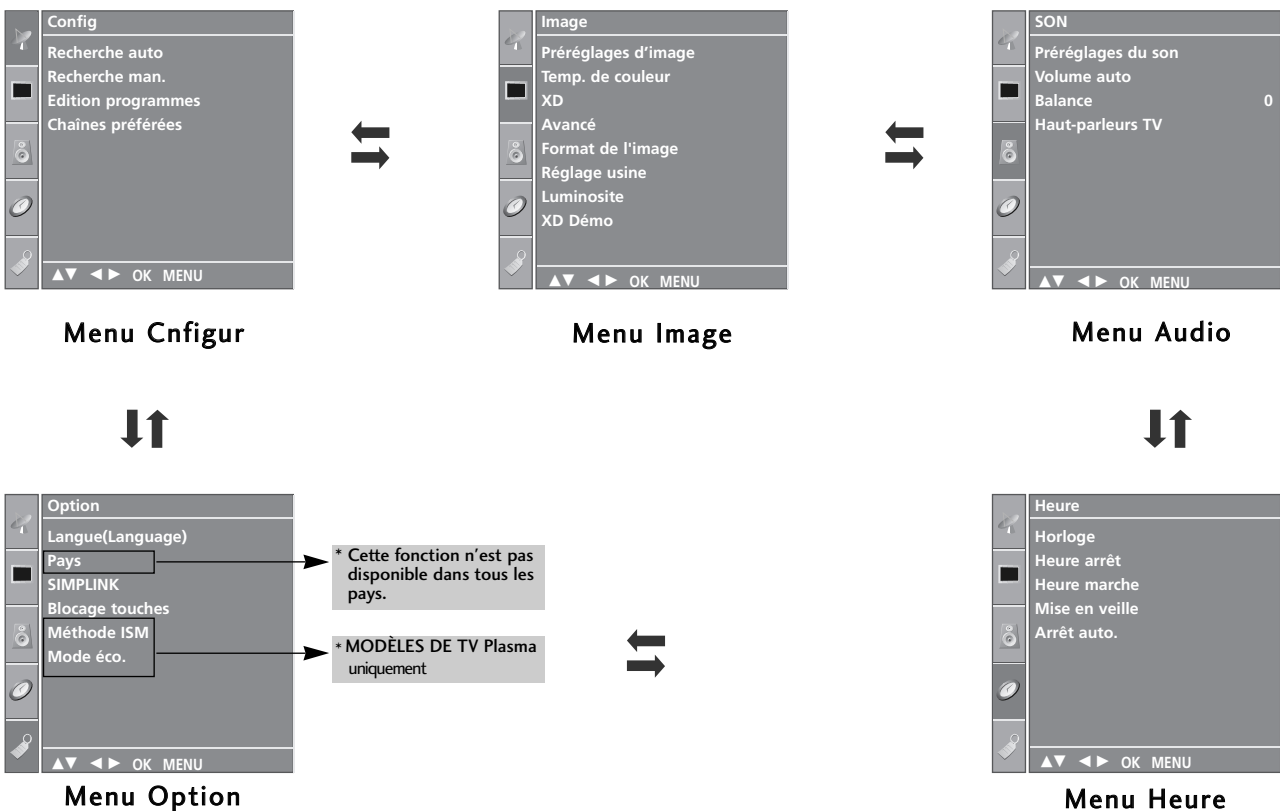 Config
Recherche auto
Recherche man.
Edition programmes
Chaînes préférées
▲▼ ◄► OK MENU
Menu Cnfigur
Image
Préréglages d’image
Temp. de couleur
XD
Avancé
Format de l'image
Réglage usine
Luminosite
XD Démo
▲▼ ◄► OK MENU
Menu Image
SON
Préréglages du son
Volume auto
Balance 0
Haut-parleurs TV
▲▼ ◄► OK MENU
Menu Audio
Option
Langue(Language)
Pays
SIMPLINK
Blocage touches
Méthode ISM
Mode éco.
▲▼ ◄► OK MENU
Menu Option
* Cette fonction n’est pas
disponible dans tous les
pays.
* MODÈLES DE TV Plasma
uniquement
Heure
Horloge
Heure arrêt
Heure marche
Mise en veille
Arrêt auto.
▲▼ ◄► OK MENU
Menu Heure